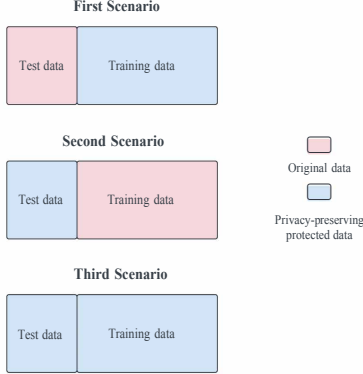 First Scenario
Test data
Training data
Second Scenario
Test data
Training data
Original data
Privacy-preserving
protected data
Third Scenario
Test data
Training data